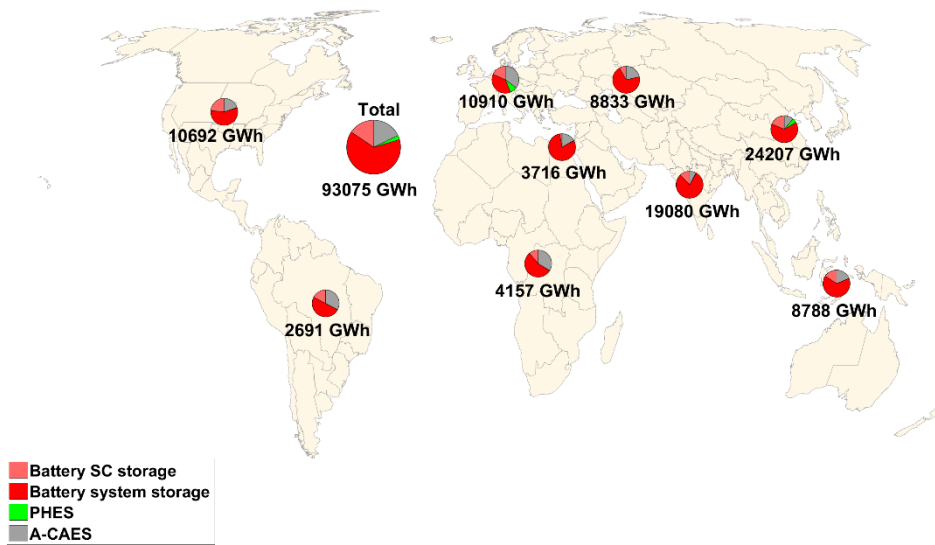 10910 GWh
8833 GWh
Total
10692 GWh
24207 GWh
3716 GWh
93075 GWh
19080 GWh
4157 GWh
8788 GWh
2691 GWh
Battery SC storage
Battery system storage
PHES
A-CAES